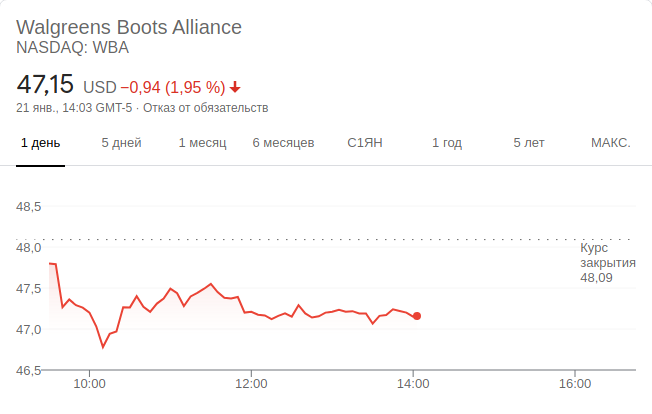 Walgreens Boots Alliance
NASDAQ: WBA
47,15 USD −0,94 (1,95 %)
21 янв., 14:03 GMT-5 · Отказ от обязательств
1 день 5 дней 1 месяц 6 месяцев С1ЯН 1 год 5 лет МАКС.
48,5
48,0
47,5
47,0
46,5
Курс
закрытия
48,09
10:00 12:00 14:00 16:00